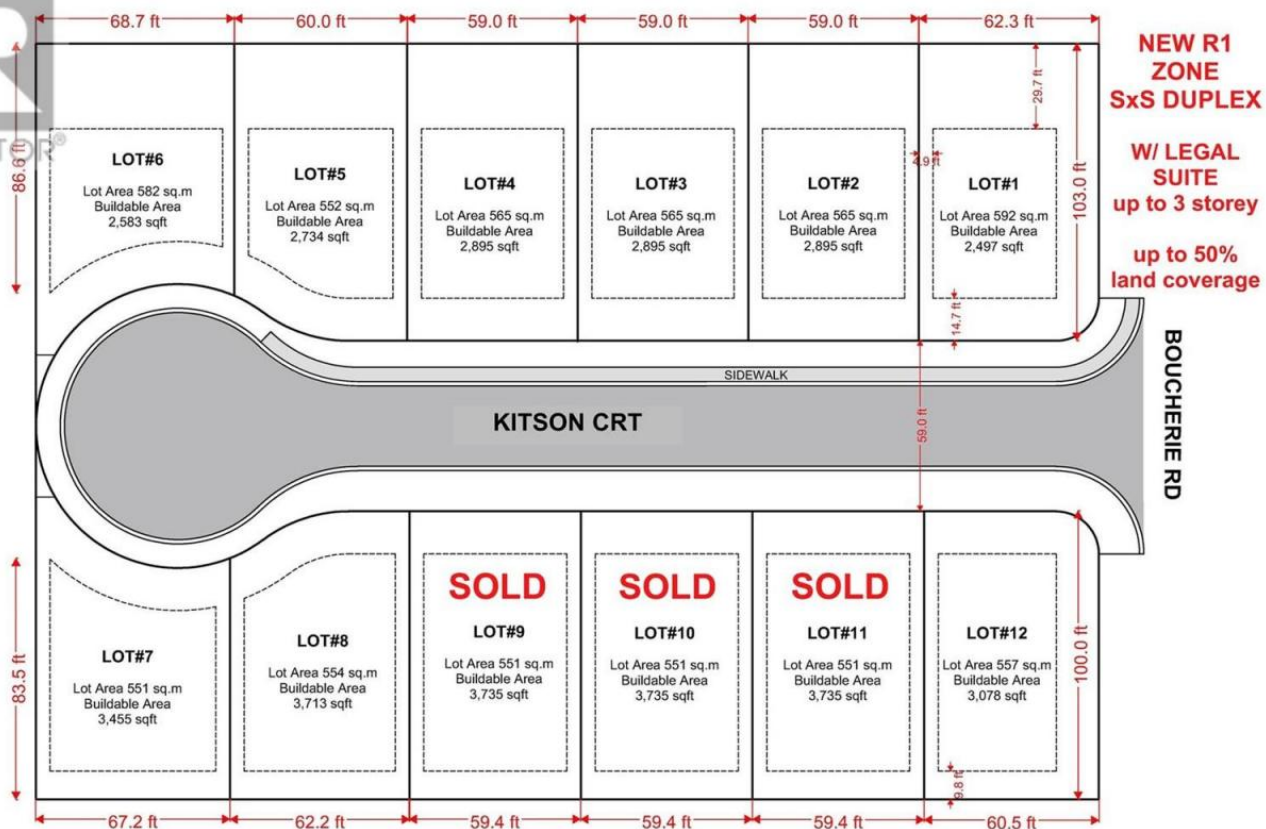 68.7 ft
60.0 ft
59.0 ft
59.0 ft
59.0 ft
62.3 ft
NEW R1
ZONE
SxS DUPLEX
W/ LEGAL
SUITE
up to 3 storey
up to 50%
land coverage
TOR®
86.6 ft
29.7 ft
4.9 ft
103.0 ft
14.7 ft
LOT#6
Lot Area 582 sq.m
Buildable Area
2,583 sqft
LOT#5
Lot Area 552 sq.m
Buildable Area
2,734 sqft
LOT#4
Lot Area 565 sq.m
Buildable Area
2,895 sqft
LOT#3
Lot Area 565 sq.m
Buildable Area
2,895 sqft
LOT#2
Lot Area 565 sq.m
Buildable Area
2,895 sqft
LOT#1
Lot Area 592 sq.m
Buildable Area
2,497 sqft
SIDEWALK
KITSON CRT
59.0 ft
BOUCHERIE RD
83.5 ft
LOT#7
Lot Area 551 sq.m
Buildable Area
3,455 sqft
LOT#8
Lot Area 554 sq.m
Buildable Area
3,713 sqft
SOLD
LOT#9
Lot Area 551 sq.m
Buildable Area
3,735 sqft
SOLD
LOT#10
Lot Area 551 sq.m
Buildable Area
3,735 sqft
SOLD
LOT#11
Lot Area 551 sq.m
Buildable Area
3,735 sqft
LOT#12
Lot Area 557 sq.m
Buildable Area
3,078 sqft
100.0 ft
9.8 ft
67.2 ft
62.2 ft
59.4 ft
59.4 ft
59.4 ft
60.5 ft